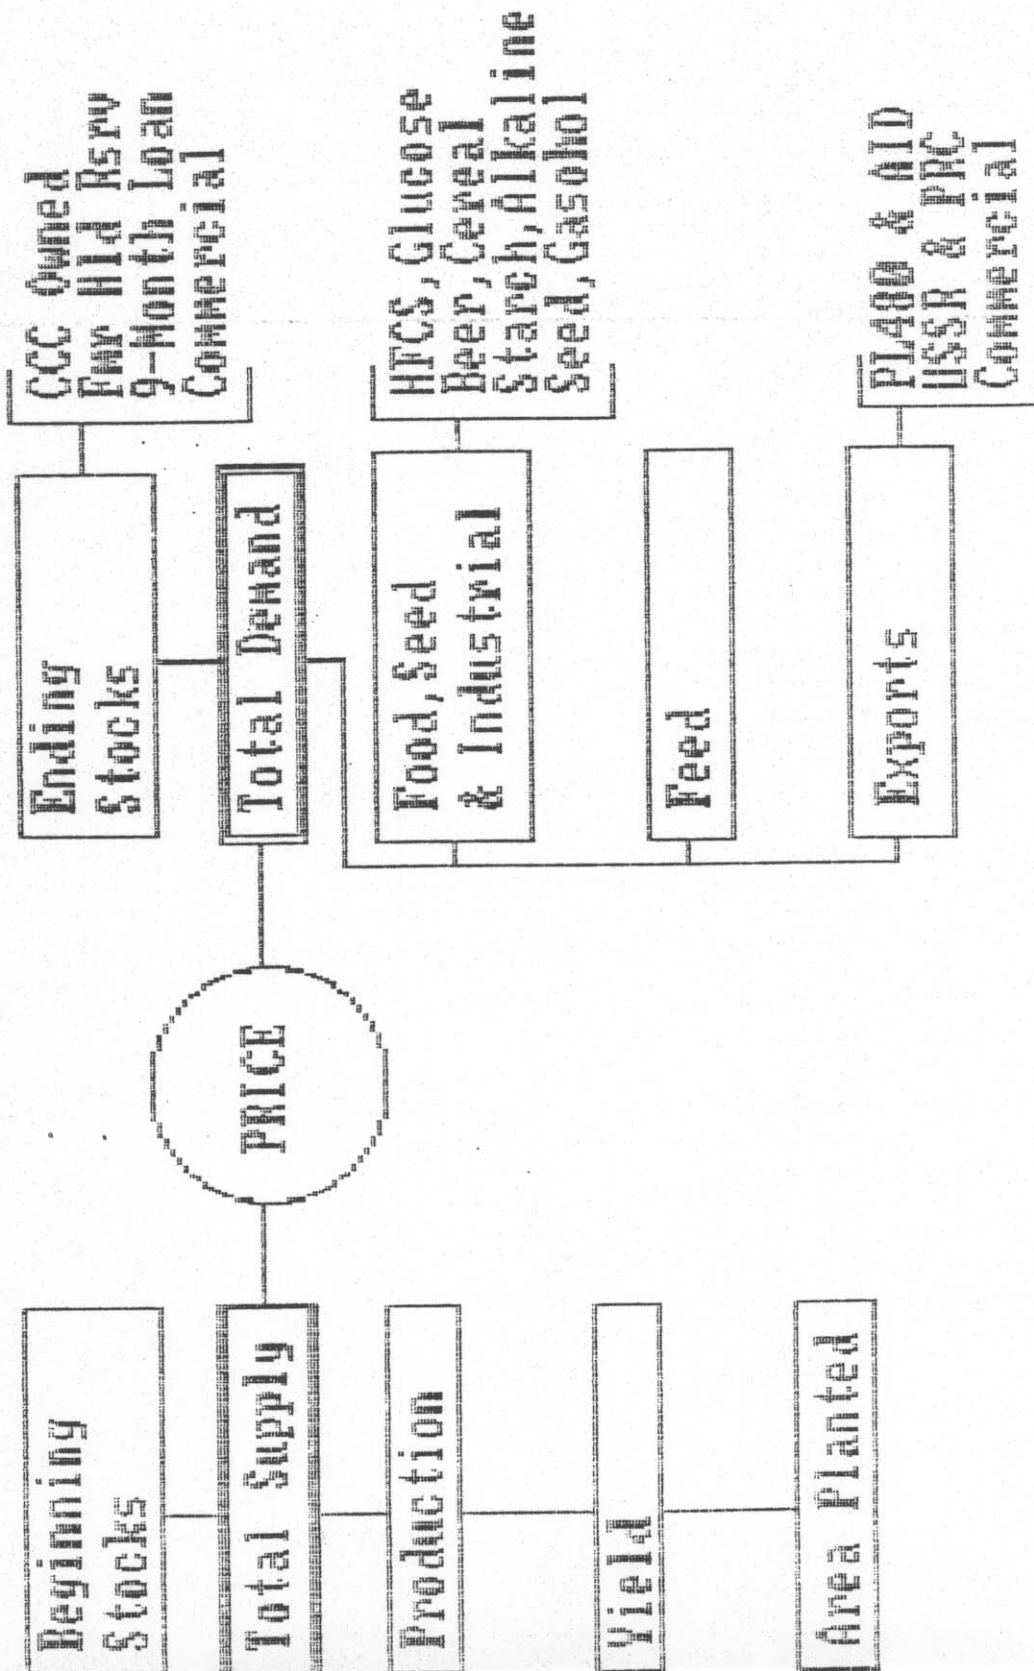 Beginning
Stocks
Total Supply
Production
Yield
Area Planted
PRICE
Ending
Stocks
Total Demand
Food,Seed
& Industrial
Feed
Exports
CCC Owned
Fmr Hld Rsrv
9-Month Loan
Commercial
HFCS,Glucose
Beer,Cereal
Starch,Alkaline
Seed,Gasohol
PL480 & AID
USSR & PRC
Commercial